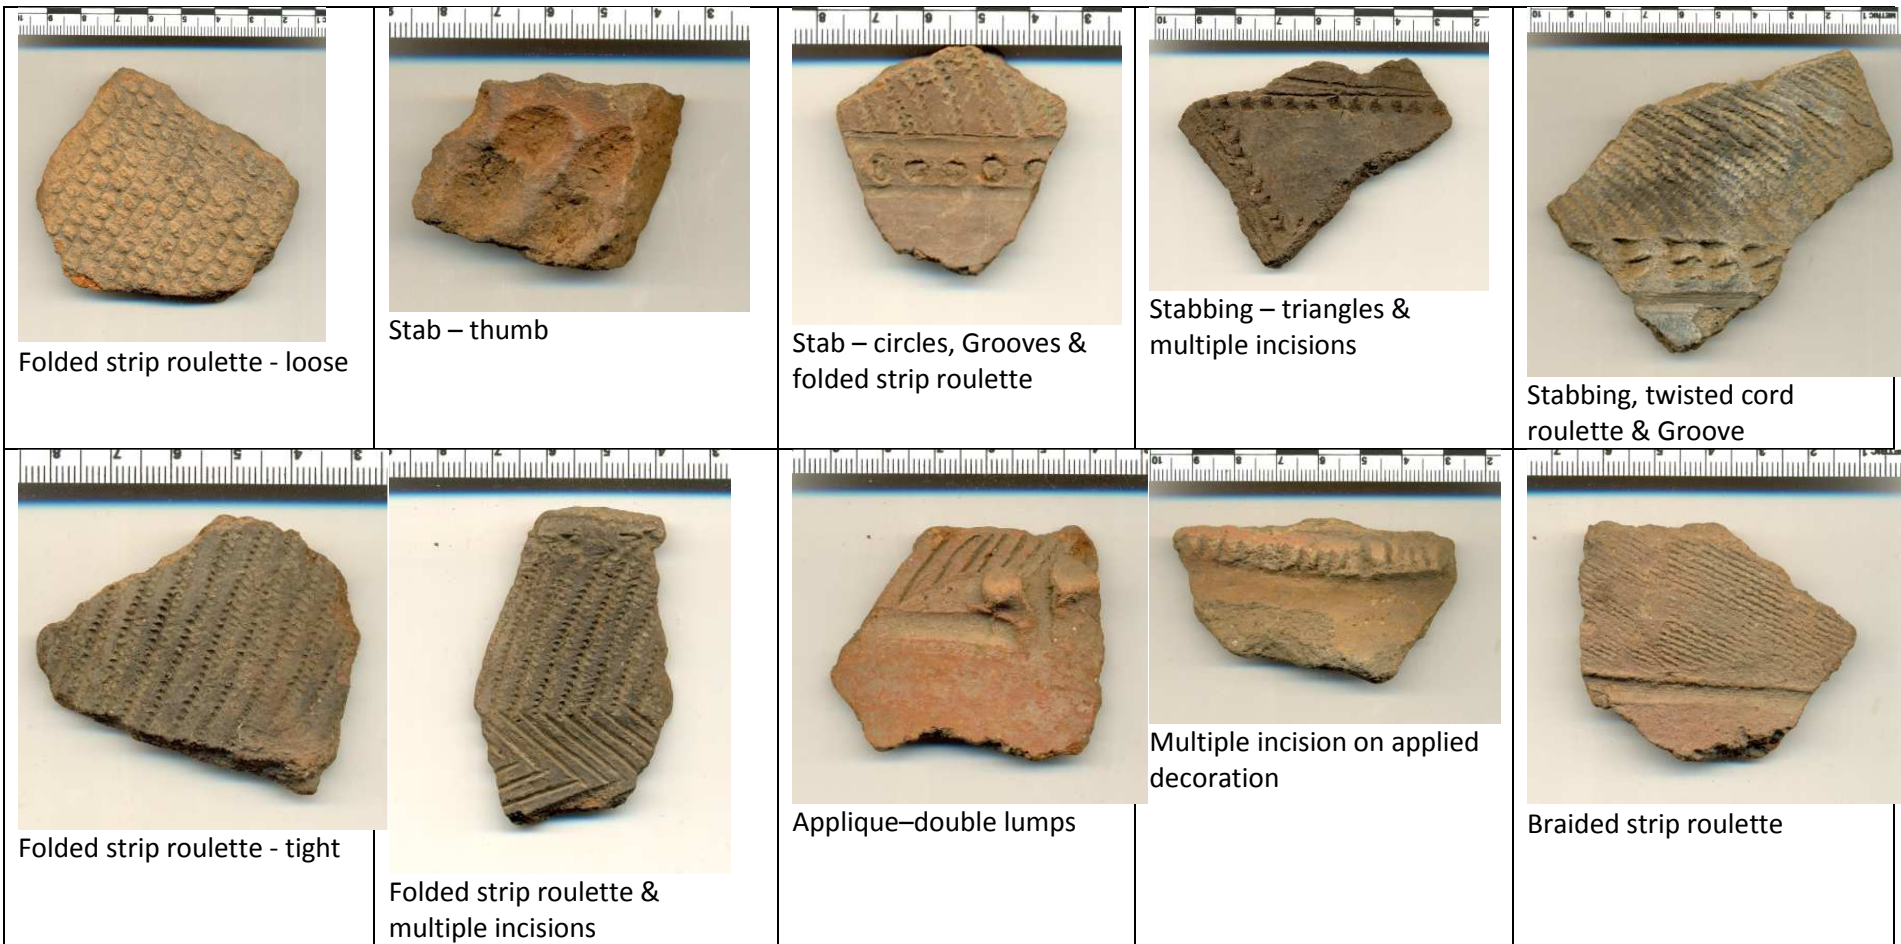 Folded strip roulette - loose
Stab – thumb
Stab – circles, Grooves &
folded strip roulette
Stabbing – triangles &
multiple incisions
Stabbing, twisted cord
roulette & Groove
Folded strip roulette - tight
Folded strip roulette &
multiple incisions
Applique–double lumps
Multiple incision on applied
decoration
Braided strip roulette